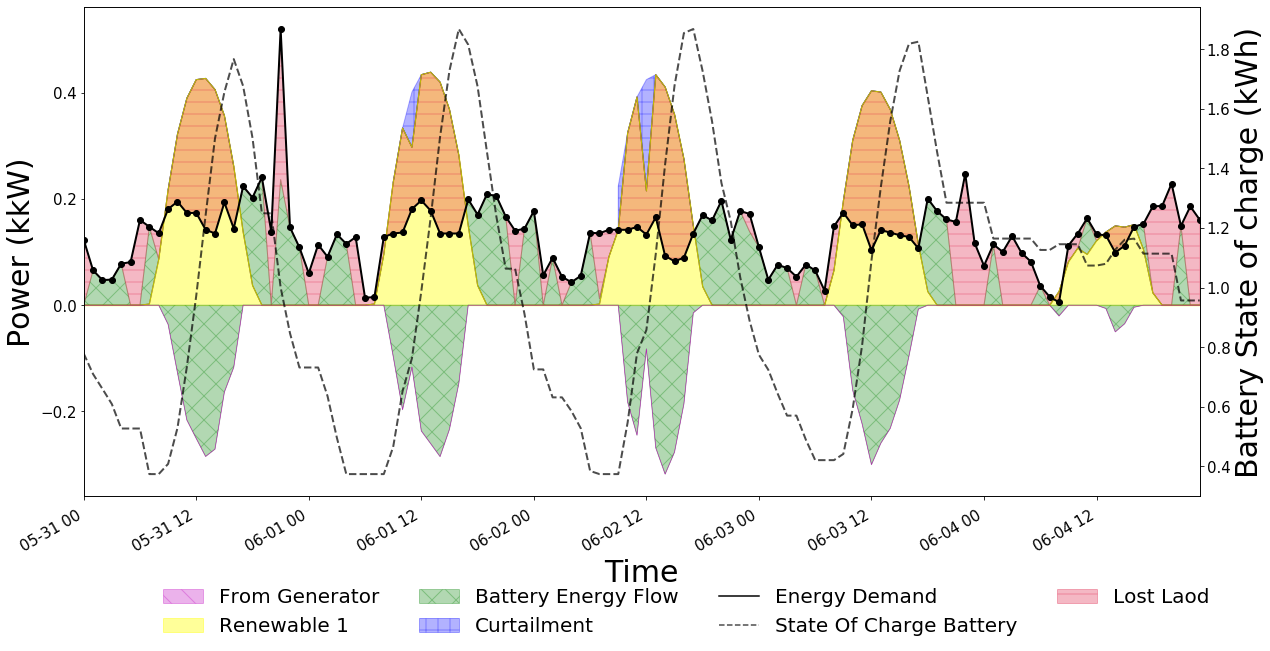 Power (kkW)
0.4
0.2
0.0
−0.2
1.8
1.6
1.4
1.2
1.0
0.8
0.6
0.4
Battery State of charge (kWh)
05-31 00
05-31 12
06-01 00
06-01 12
06-02 00
06-02 12
06-03 00
06-03 12
06-04 00
06-04 12
Time
From Generator
Battery Energy Flow
Energy Demand
Lost Laod
Renewable 1
Curtailment
State Of Charge Battery